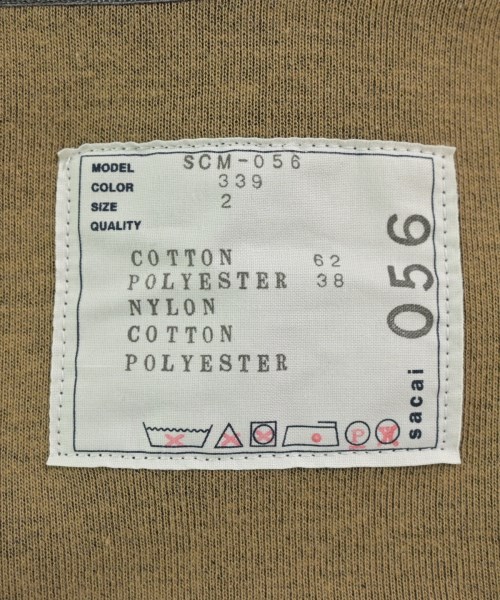 MODEL SCM-056
COLOR 339
SIZE 2
QUALITY
COTTON 62
POLYESTER 38
NYLON
COTTON
POLYESTER
P W
sacai 056